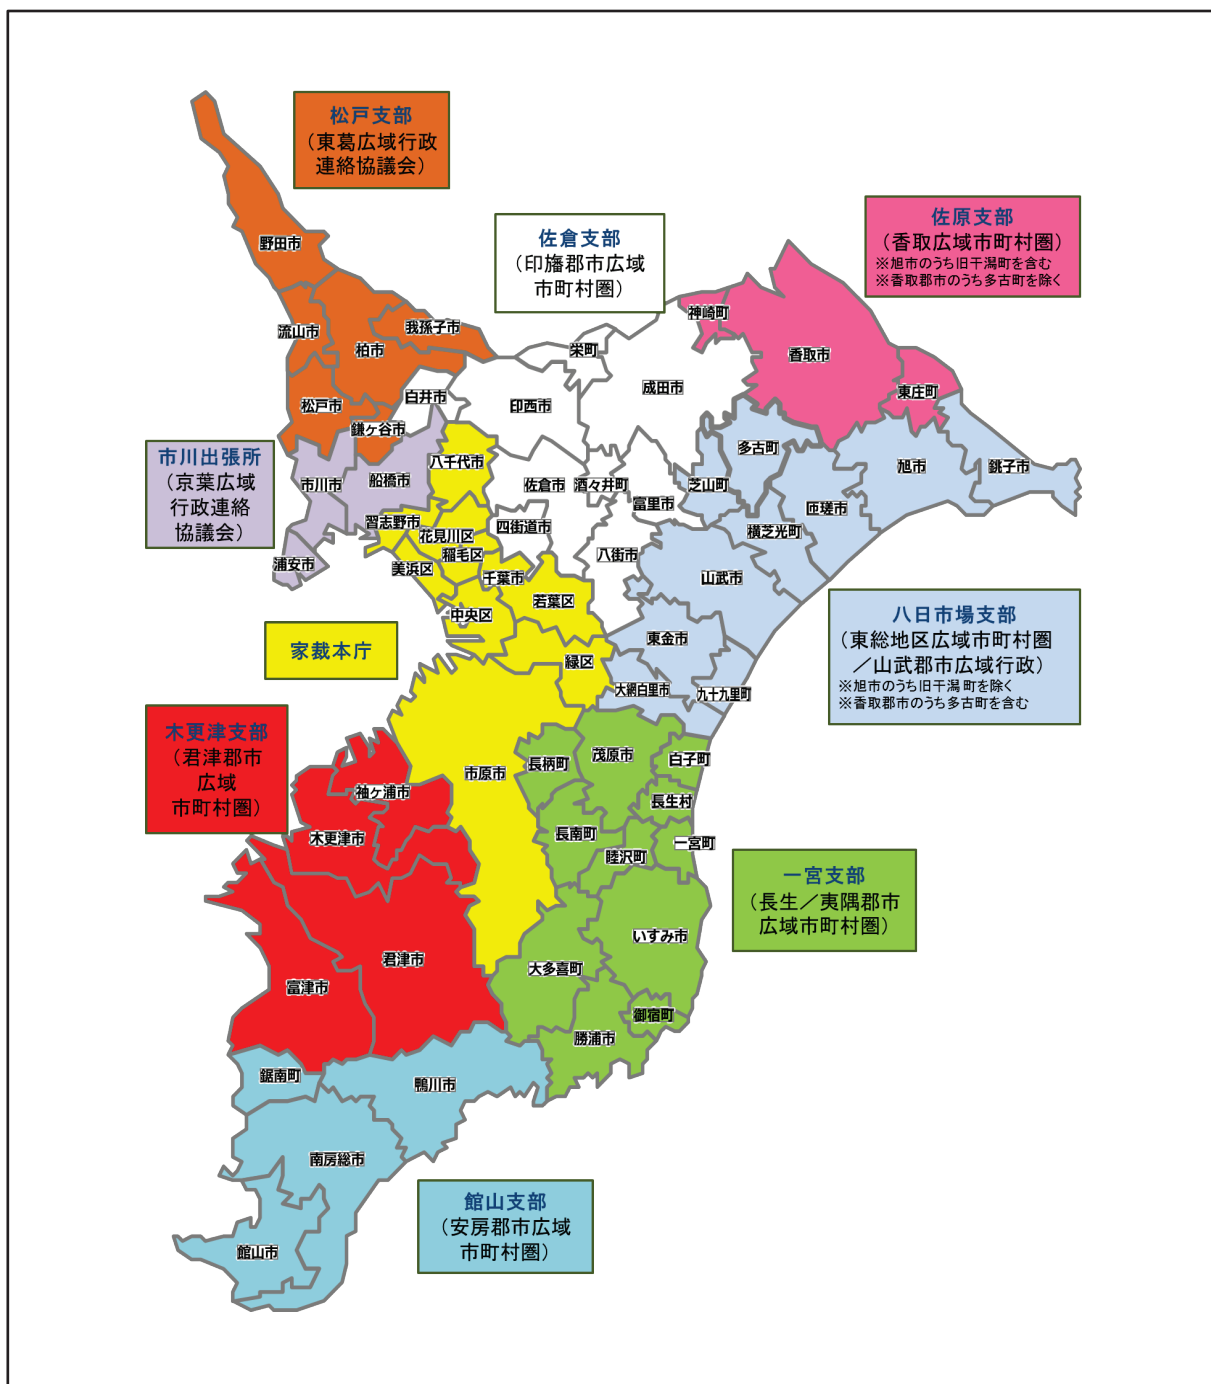 松戸支部
（東葛広域行政
連絡協議会）
佐倉支部
（印旛郡市広域
市町村圏）
佐原支部
（香取広域市町村圏）
※旭市のうち旧干潟町を含む
※香取郡市のうち多古町を除く
野田市
流山市
我孫子市
柏市
松戸市
鎌ヶ谷市
白井市
栄町
印西市
成田市
神崎町
香取市
東庄町
市川出張所
（京葉広域
行政連絡
協議会）
市川市
船橋市
浦安市
八千代市
習志野市
花見川区
稲毛区
美浜区
千葉市
中央区
若葉区
緑区
佐倉市
酒々井町
富里市
四街道市
八街市
多古町
芝山町
旭市
銚子市
匝瑳市
横芝光町
山武市
東金市
大網白里市
九十九里町
八日市場支部
（東総地区広域市町村圏
／山武郡市広域行政）
※旭市のうち旧干潟町を除く
※香取郡市のうち多古町を含む
家裁本庁
木更津支部
（君津郡市
広域
市町村圏）
市原市
袖ヶ浦市
木更津市
君津市
富津市
長柄町
茂原市
白子町
長生村
長南町
睦沢町
一宮町
いすみ市
大多喜町
御宿町
勝浦市
一宮支部
（長生／夷隅郡市
広域市町村圏）
鋸南町
鴨川市
南房総市
館山市
館山支部
（安房郡市広域
市町村圏）